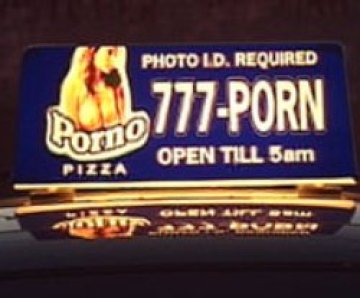 PHOTO I.D. REQUIRED
777-PORN
Porno
PIZZA
OPEN TILL 5am